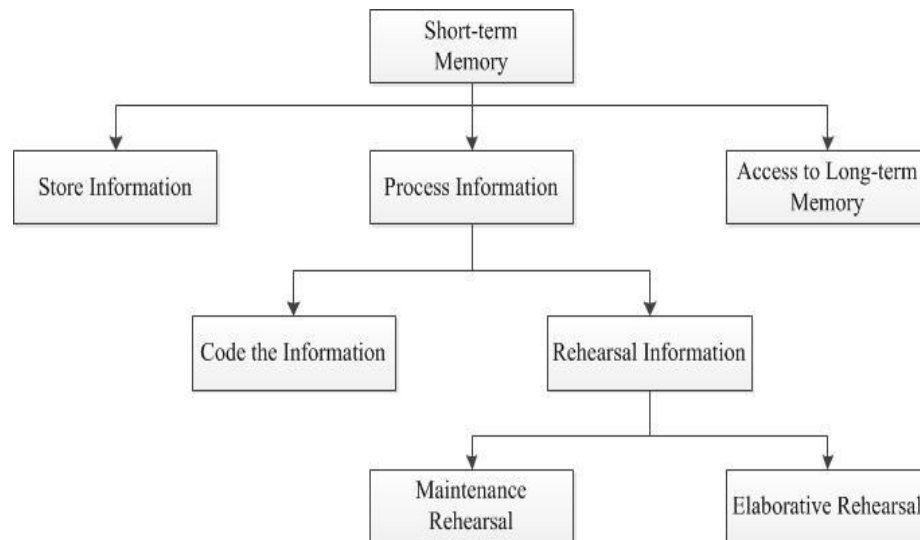 Short-term
Memory
Store Information
Process Information
Access to Long-term
Memory
Code the Information
Rehearsal Information
Maintenance
Rehearsal
Elaborative Rehearsal